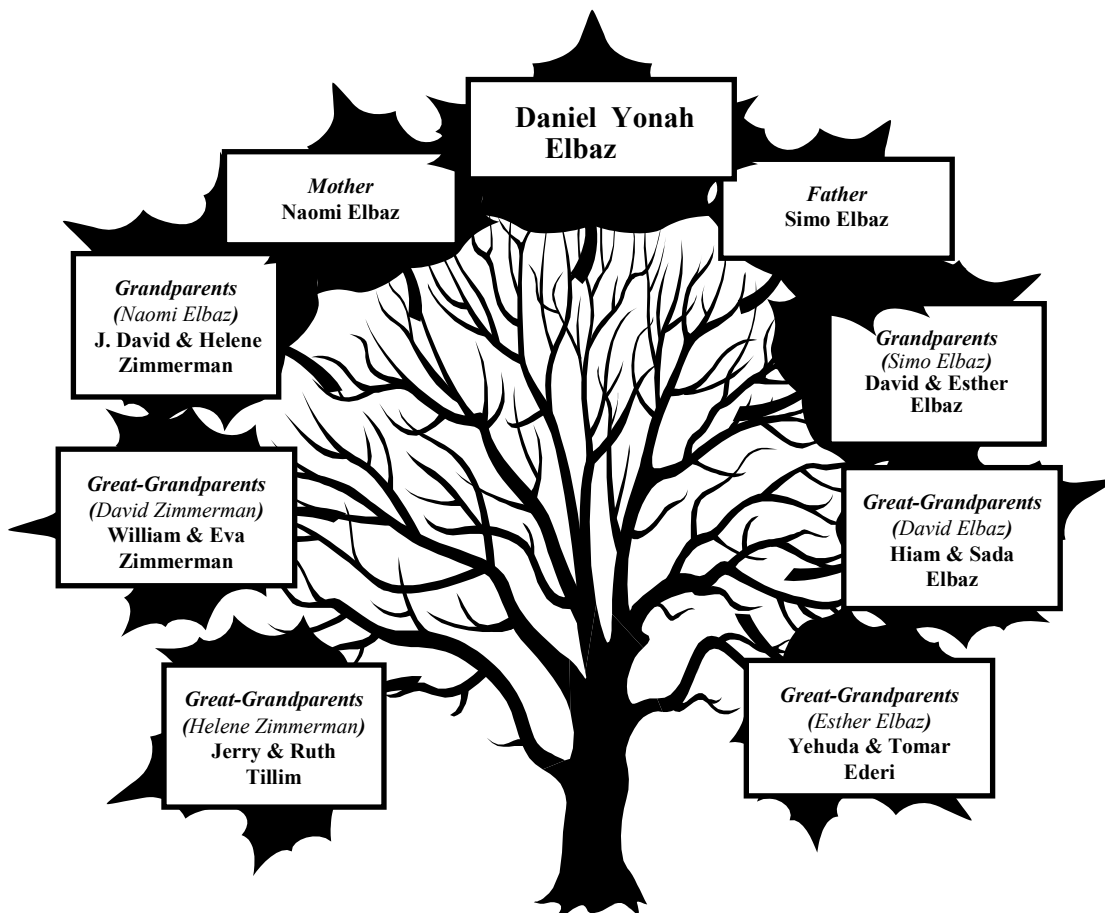 Daniel Yonah
Elbaz
Mother
Naomi Elbaz
Father
Simo Elbaz
Grandparents
(Naomi Elbaz)
J. David & Helene
Zimmerman
Grandparents
(Simo Elbaz)
David & Esther
Elbaz
Great-Grandparents
(David Zimmerman)
William & Eva
Zimmerman
Great-Grandparents
(David Elbaz)
Hiam & Sada
Elbaz
Great-Grandparents
(Helene Zimmerman)
Jerry & Ruth
Tillim
Great-Grandparents
(Esther Elbaz)
Yehuda & Tomar
Ederi